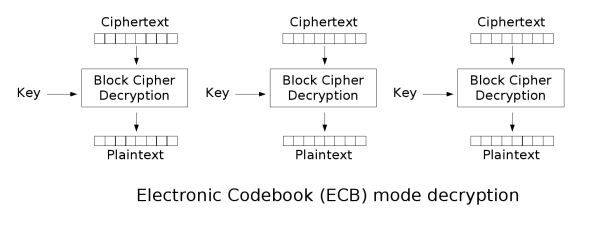 Ciphertext Ciphertext Ciphertext
Key Block Cipher Decryption Key Block Cipher Decryption Key Block Cipher Decryption
Plaintext Plaintext Plaintext
Electronic Codebook (ECB) mode decryption